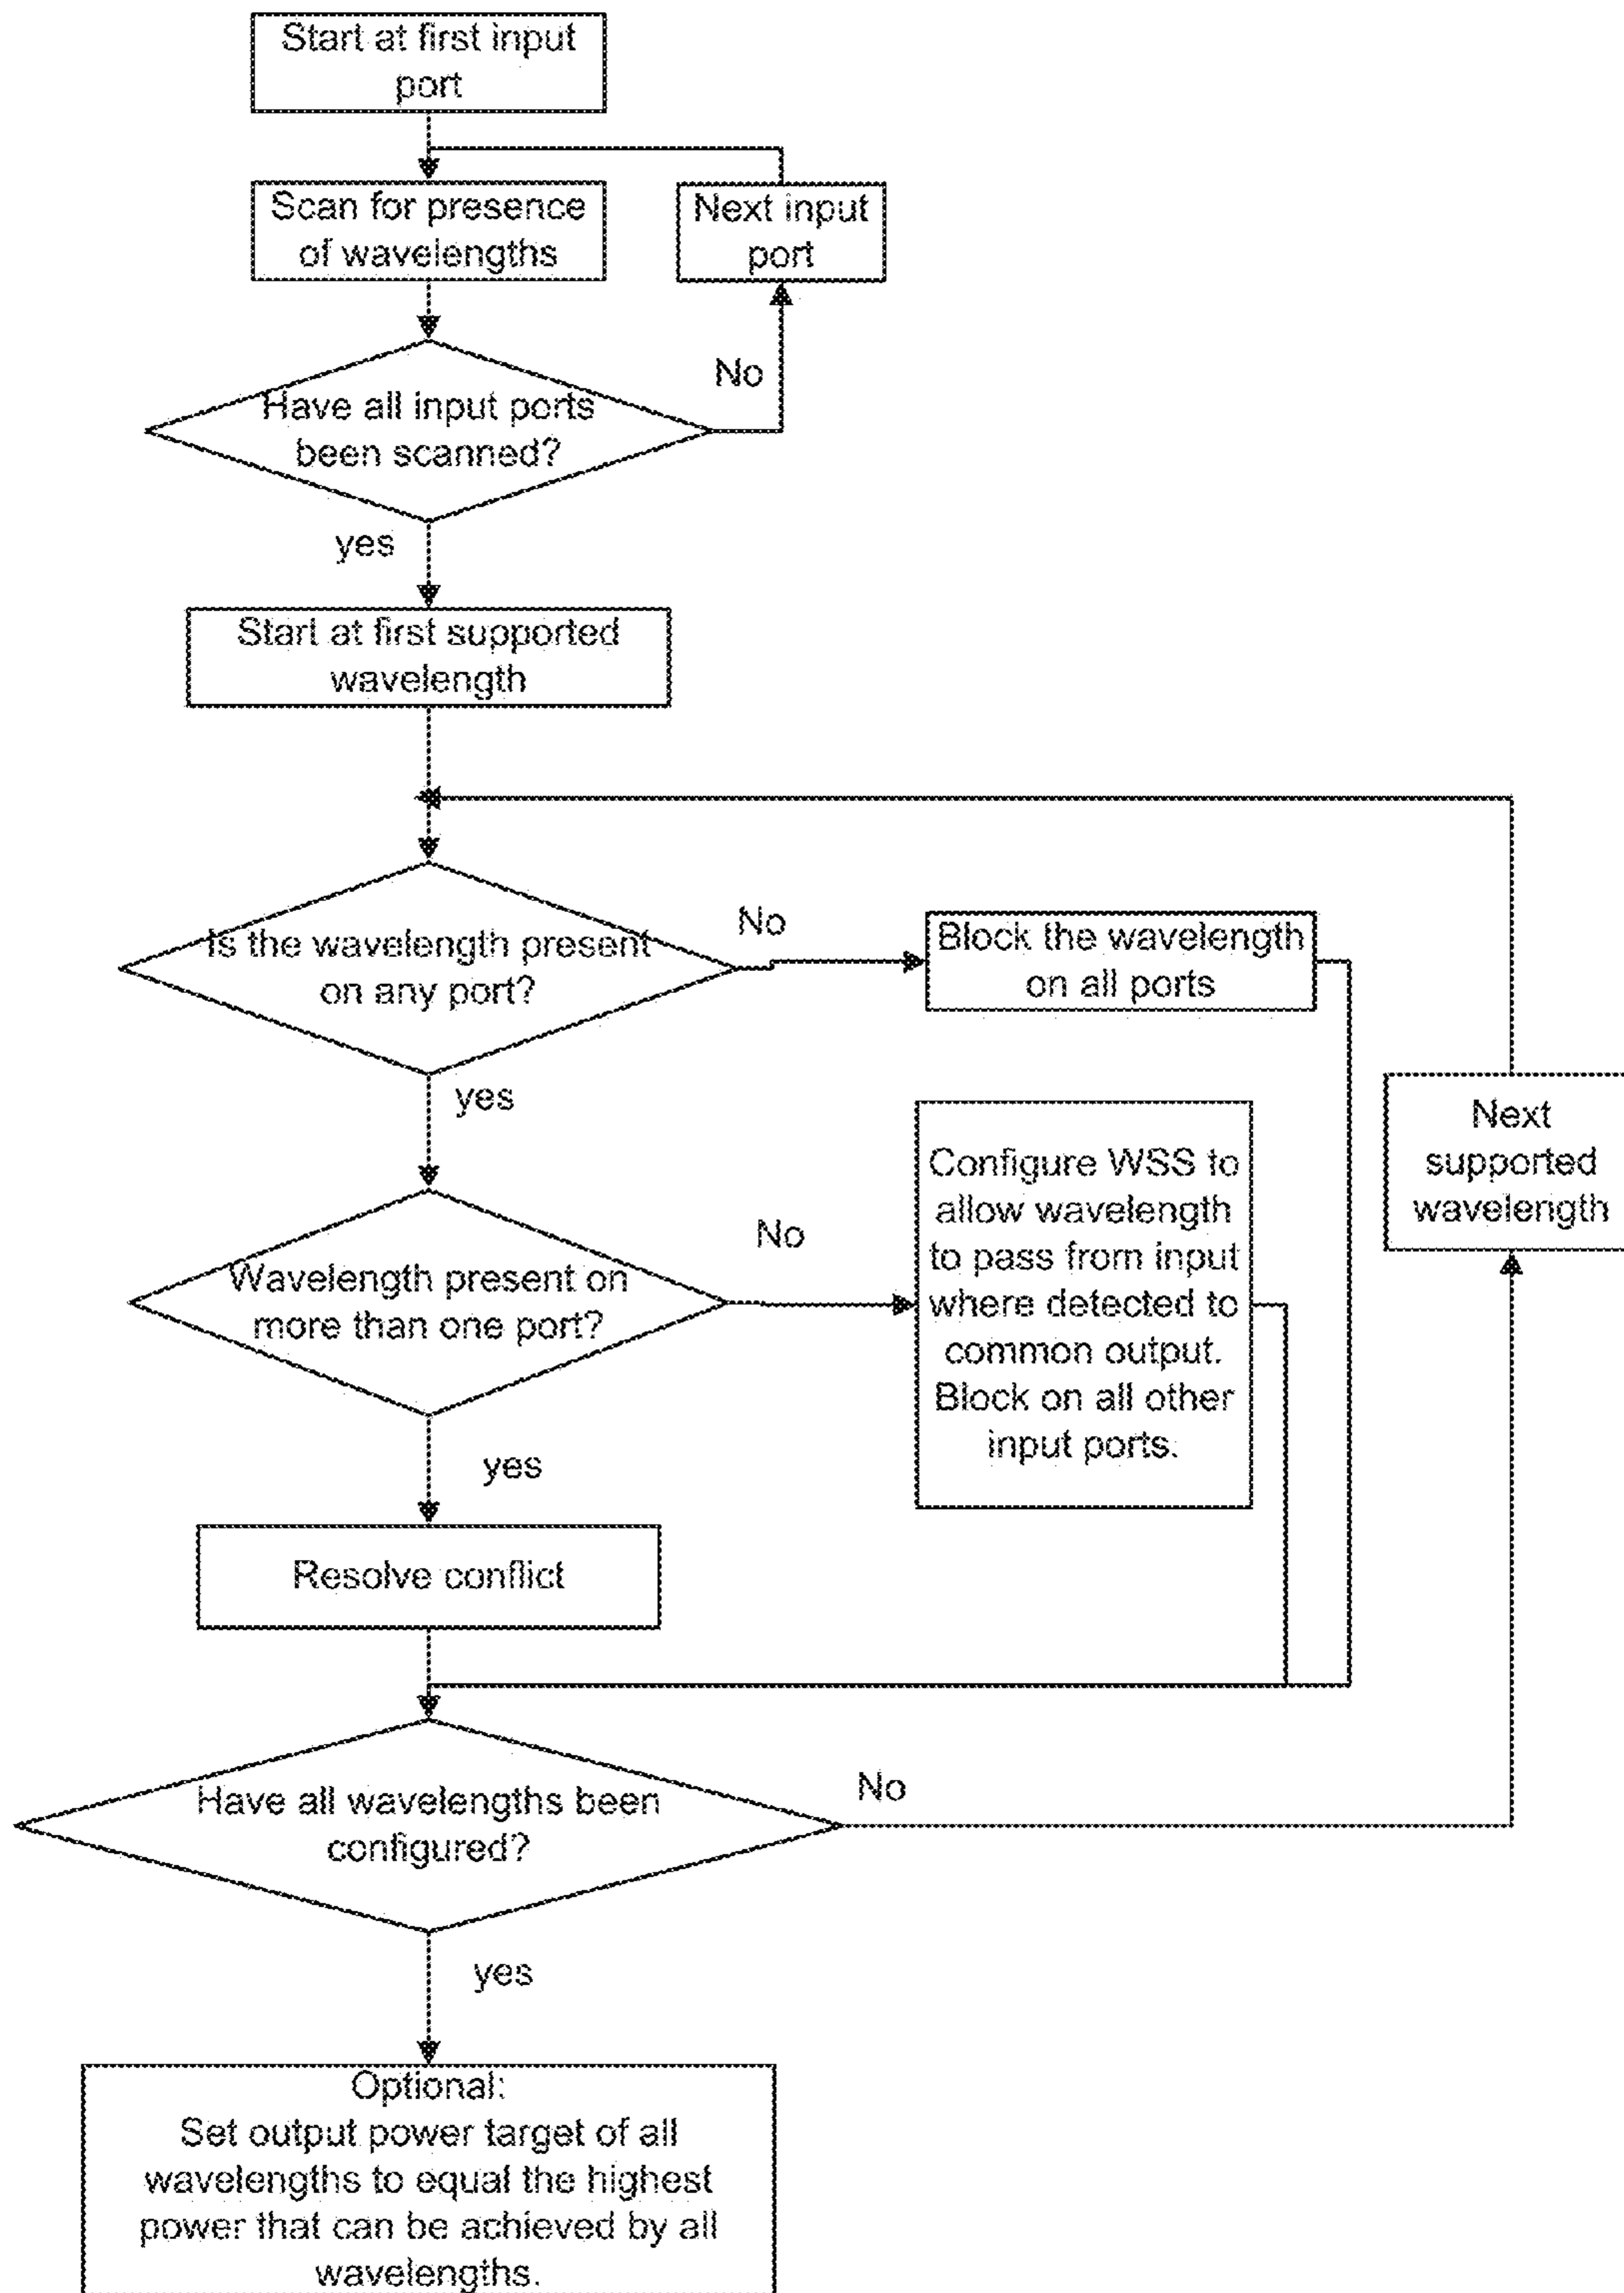 Start at first input
port
Scan for presence
of wavelengths
Next input
port
No
Have all input ports
been scanned?
yes
Start at first supported
wavelength
No
Is the wavelength present
on any port?
Block the wavelength
on all ports
yes
Next
supported
wavelength
Configure WSS to
allow wavelength
to pass from input
where detected to
common output.
Block on all other
input ports.
No
Wavelength present on
more than one port?
yes
Resolve conflict
No
Have all wavelengths been
configured?
yes
Optional:
Set output power target of all
wavelengths to equal the highest
power that can be achieved by all
wavelengths.